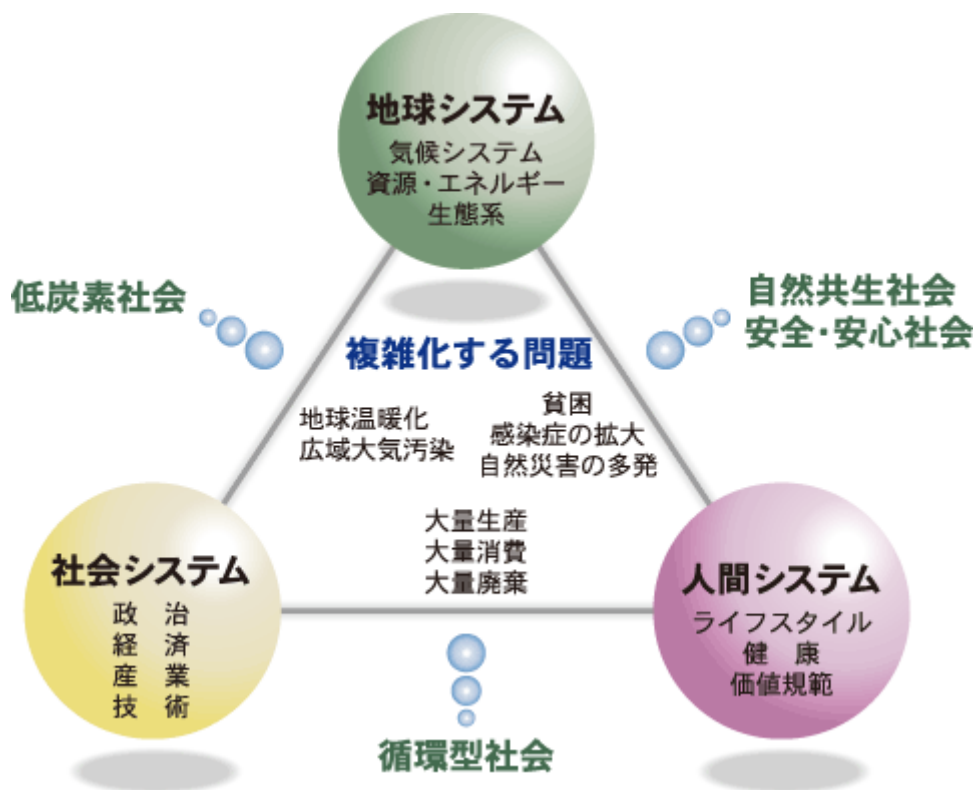 地球システム
気候システム
資源・エネルギー
生態系
低炭素社会
自然共生社会
安全・安心社会
複雑化する問題
地球温暖化
広域大気汚染
貧困
感染症の拡大
自然災害の多発
大量生産
大量消費
大量廃棄
社会システム
政　治
経　済
産　業
技　術
人間システム
ライフスタイル
健　康
価値規範
循環型社会